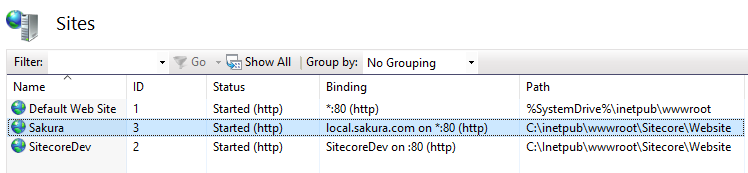 Sites
Filter: Go Show All Group by: No Grouping
Name ID Status Binding Path
Default Web Site 1 Started (http) *:80 (http) %SystemDrive%\inetpub\wwwroot
Sakura 3 Started (http) local.sakura.com on *:80 (http) C:\inetpub\wwwroot\Sitecore\Website
SitecoreDev 2 Started (http) SitecoreDev on :80 (http) C:\Inetpub\wwwroot\Sitecore\Website